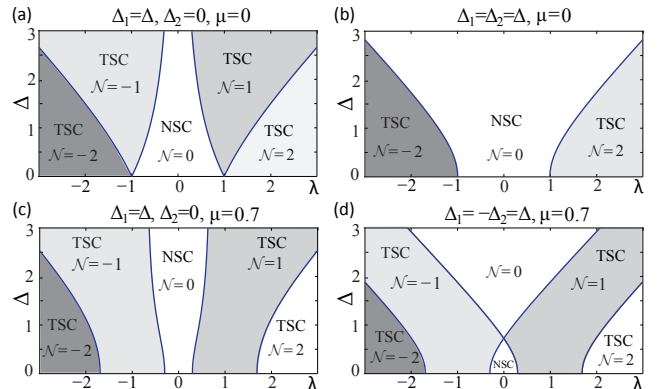 (a) Δ₁=Δ, Δ₂=0, μ=0
3
2
1
0
Δ
TSC
𝒩=−1
TSC
𝒩=−2
NSC
𝒩=0
TSC
𝒩=1
TSC
𝒩=2
−2 −1 0 1 2 λ
(b) Δ₁=Δ₂=Δ, μ=0
3
2
1
0
Δ
TSC
𝒩=−2
NSC
𝒩=0
TSC
𝒩=2
−2 −1 0 1 2 λ
(c) Δ₁=Δ, Δ₂=0, μ=0.7
3
2
1
0
Δ
TSC
𝒩=−1
TSC
𝒩=−2
NSC
𝒩=0
TSC
𝒩=1
TSC
𝒩=2
−2 −1 0 1 2 λ
(d) Δ₁=−Δ₂=Δ, μ=0.7
3
2
1
0
Δ
TSC
𝒩=−1
TSC
𝒩=−2
𝒩=0
NSC
TSC
𝒩=1
TSC
𝒩=2
−2 −1 0 1 2 λ